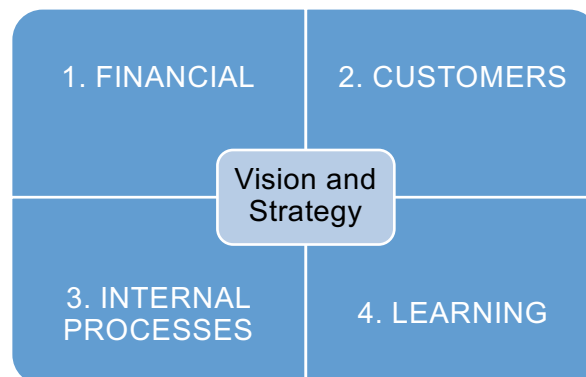 1. FINANCIAL
2. CUSTOMERS
Vision and
Strategy
3. INTERNAL
PROCESSES
4. LEARNING